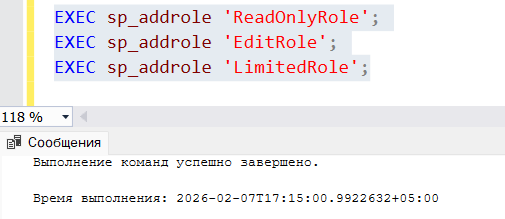 EXEC sp_addrole 'ReadOnlyRole';
EXEC sp_addrole 'EditRole';
EXEC sp_addrole 'LimitedRole';
118 %
Сообщения
Выполнение команд успешно завершено.
Время выполнения: 2026-02-07T17:15:00.9922632+05:00